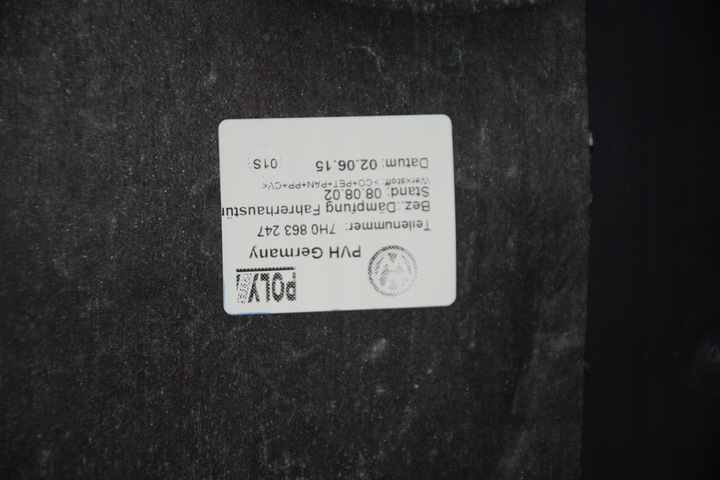 POLY
PVH Germany
Teilenummer: 7H0 863 247
Bez.: Dämpfung Fahrerhaustür
Stand: 08.08.02
Werkstoff: >CO+PET+PAN+PP+CV<
Datum: 02.06.15 01S